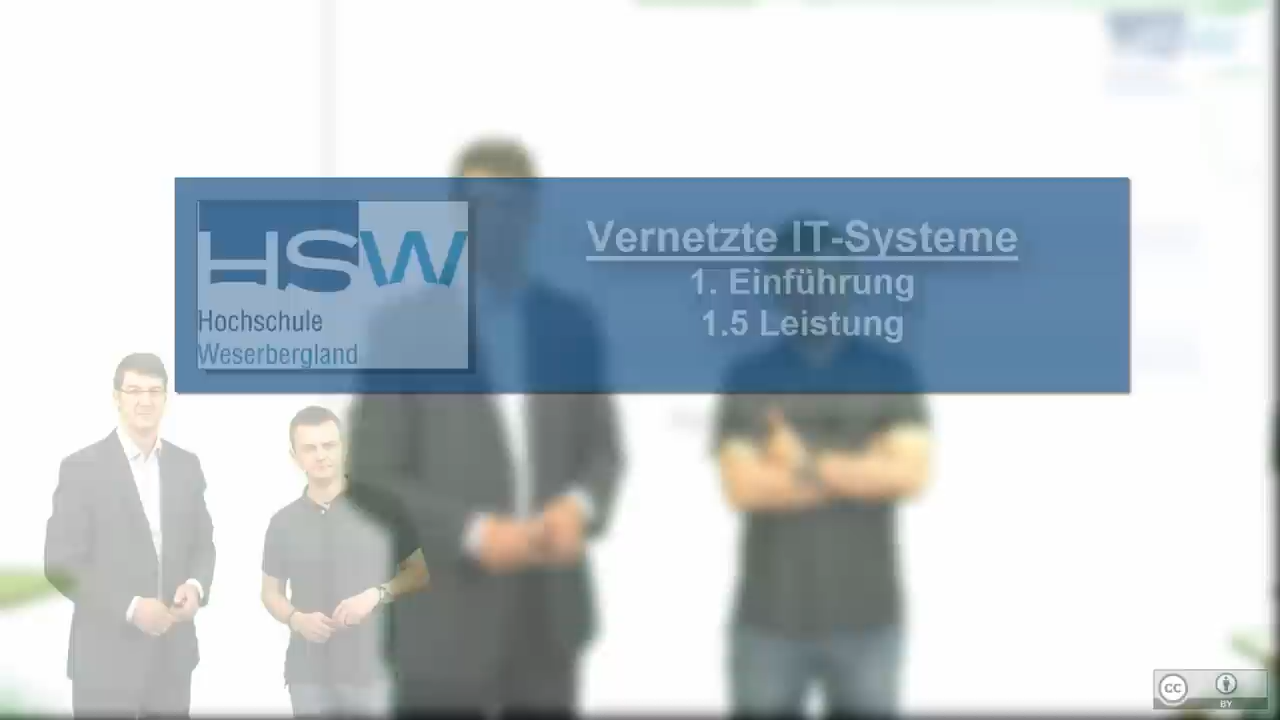 HSW
Hochschule
Weserbergland
Vernetzte IT-Systeme
1. Einführung
1.5 Leistung
CC
BY